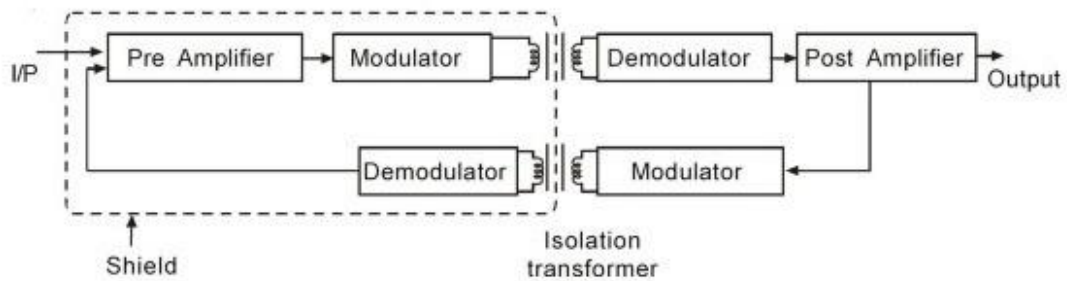 I/P
Pre Amplifier
Modulator
Demodulator
Post Amplifier
Output
Demodulator
Modulator
Shield
Isolation
transformer